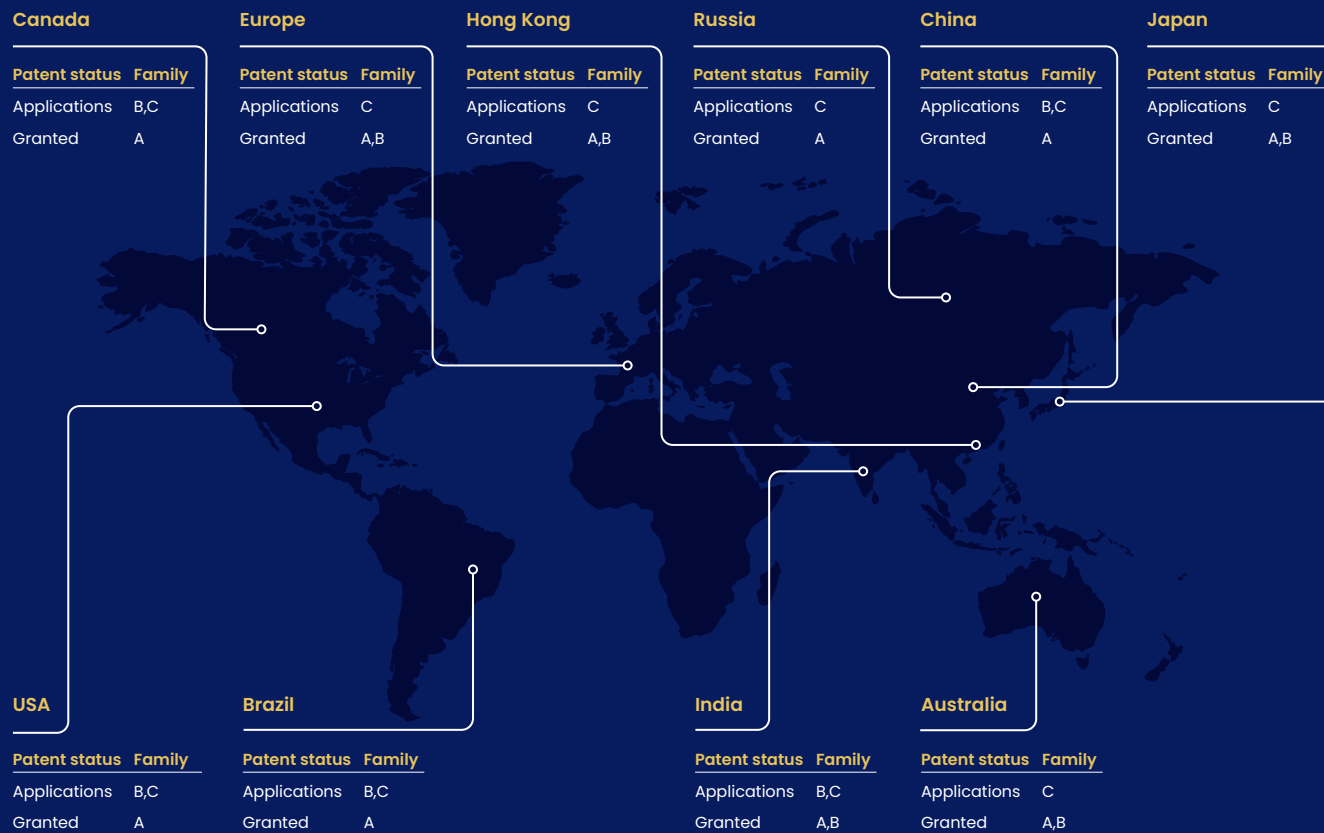 Canada
Patent status Family
Applications B,C
Granted A
Europe
Patent status Family
Applications C
Granted A,B
Hong Kong
Patent status Family
Applications C
Granted A,B
Russia
Patent status Family
Applications C
Granted A
China
Patent status Family
Applications B,C
Granted A
Japan
Patent status Family
Applications C
Granted A,B
USA
Patent status Family
Applications B,C
Granted A
Brazil
Patent status Family
Applications B,C
Granted A
India
Patent status Family
Applications B,C
Granted A,B
Australia
Patent status Family
Applications C
Granted A,B